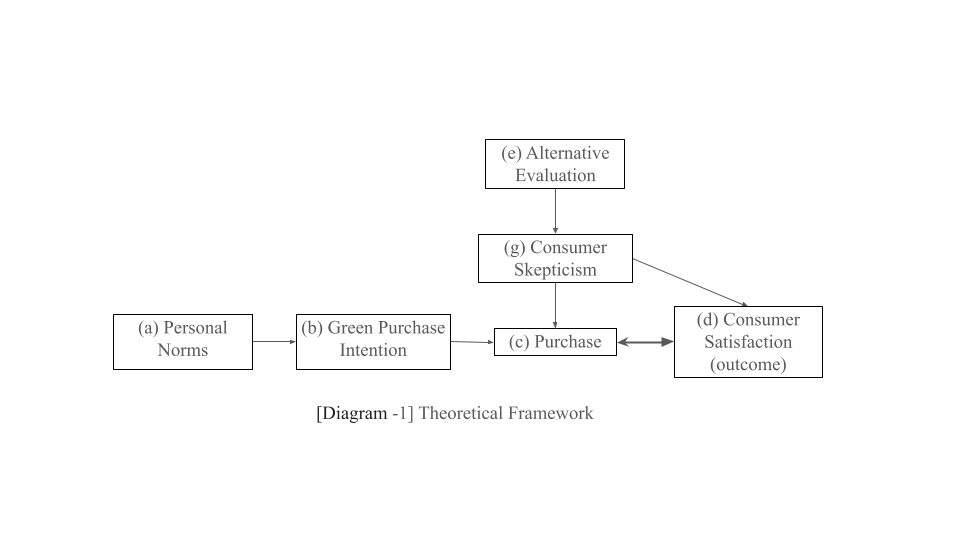 (e) Alternative
Evaluation
(g) Consumer
Skepticism
(a) Personal
Norms
(b) Green Purchase
Intention
(c) Purchase
(d) Consumer
Satisfaction
(outcome)
[Diagram -1] Theoretical Framework